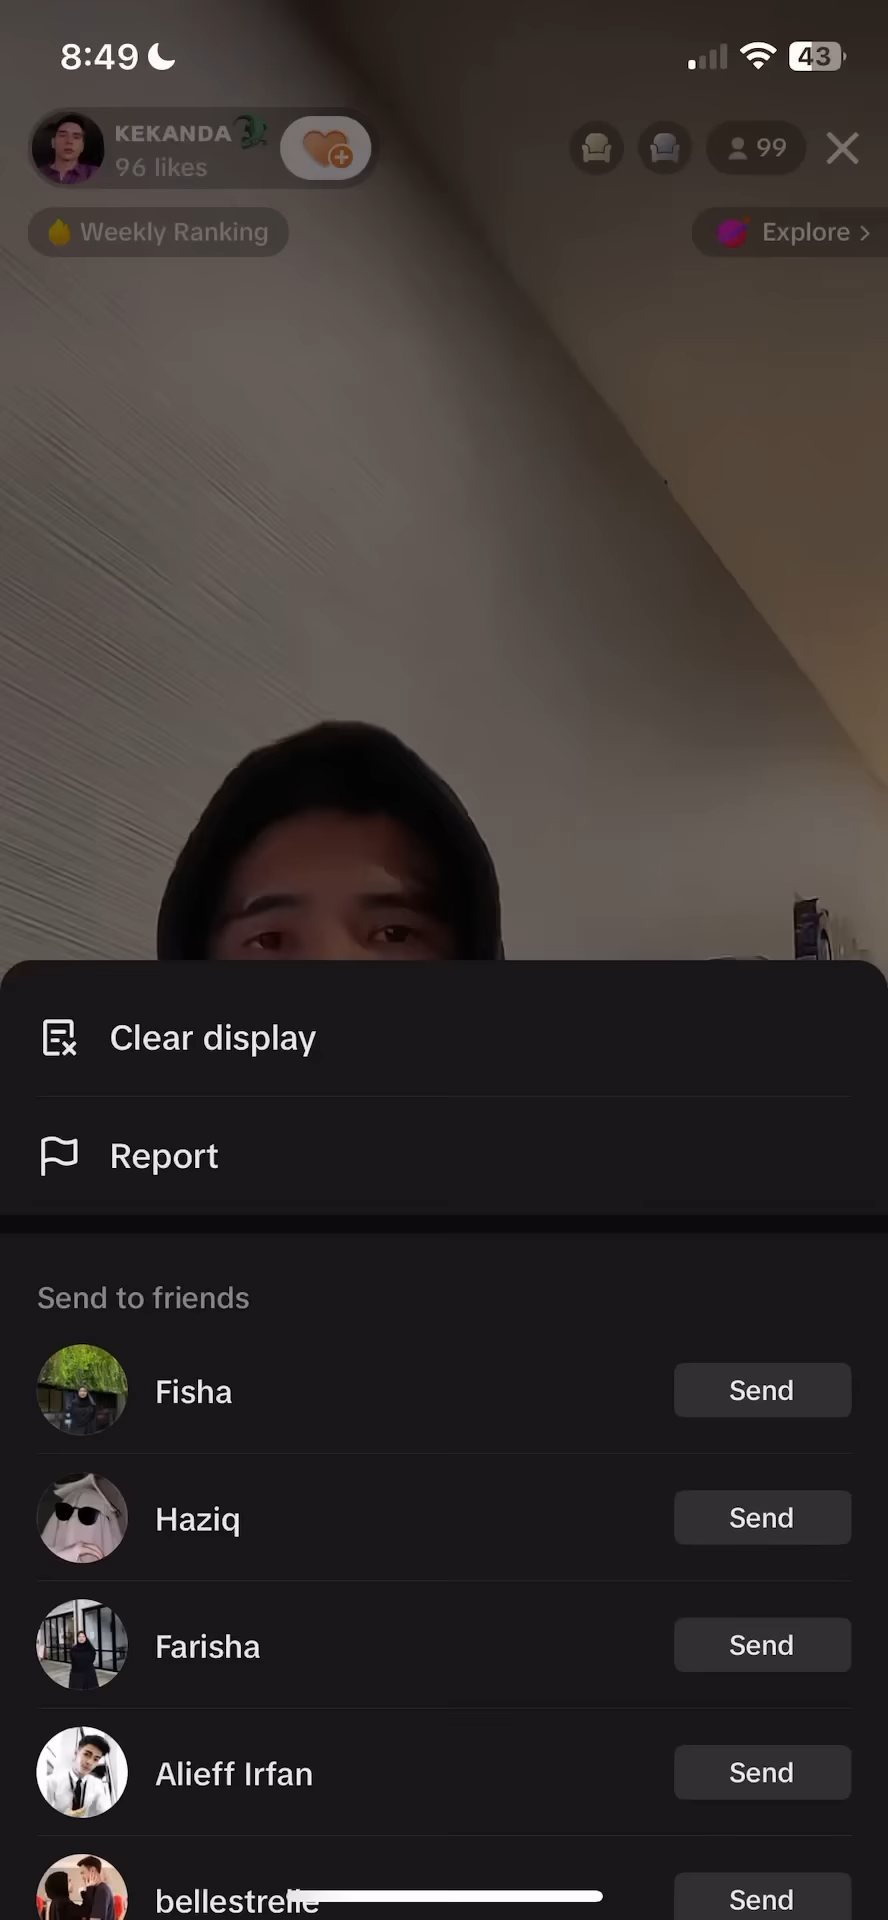 8:49
43
KEKANDA
96 likes
99
Weekly Ranking
Explore >
Clear display
Report
Send to friends
Fisha
Send
Haziq
Send
Farisha
Send
Alieff Irfan
Send
bellestrelle
Send